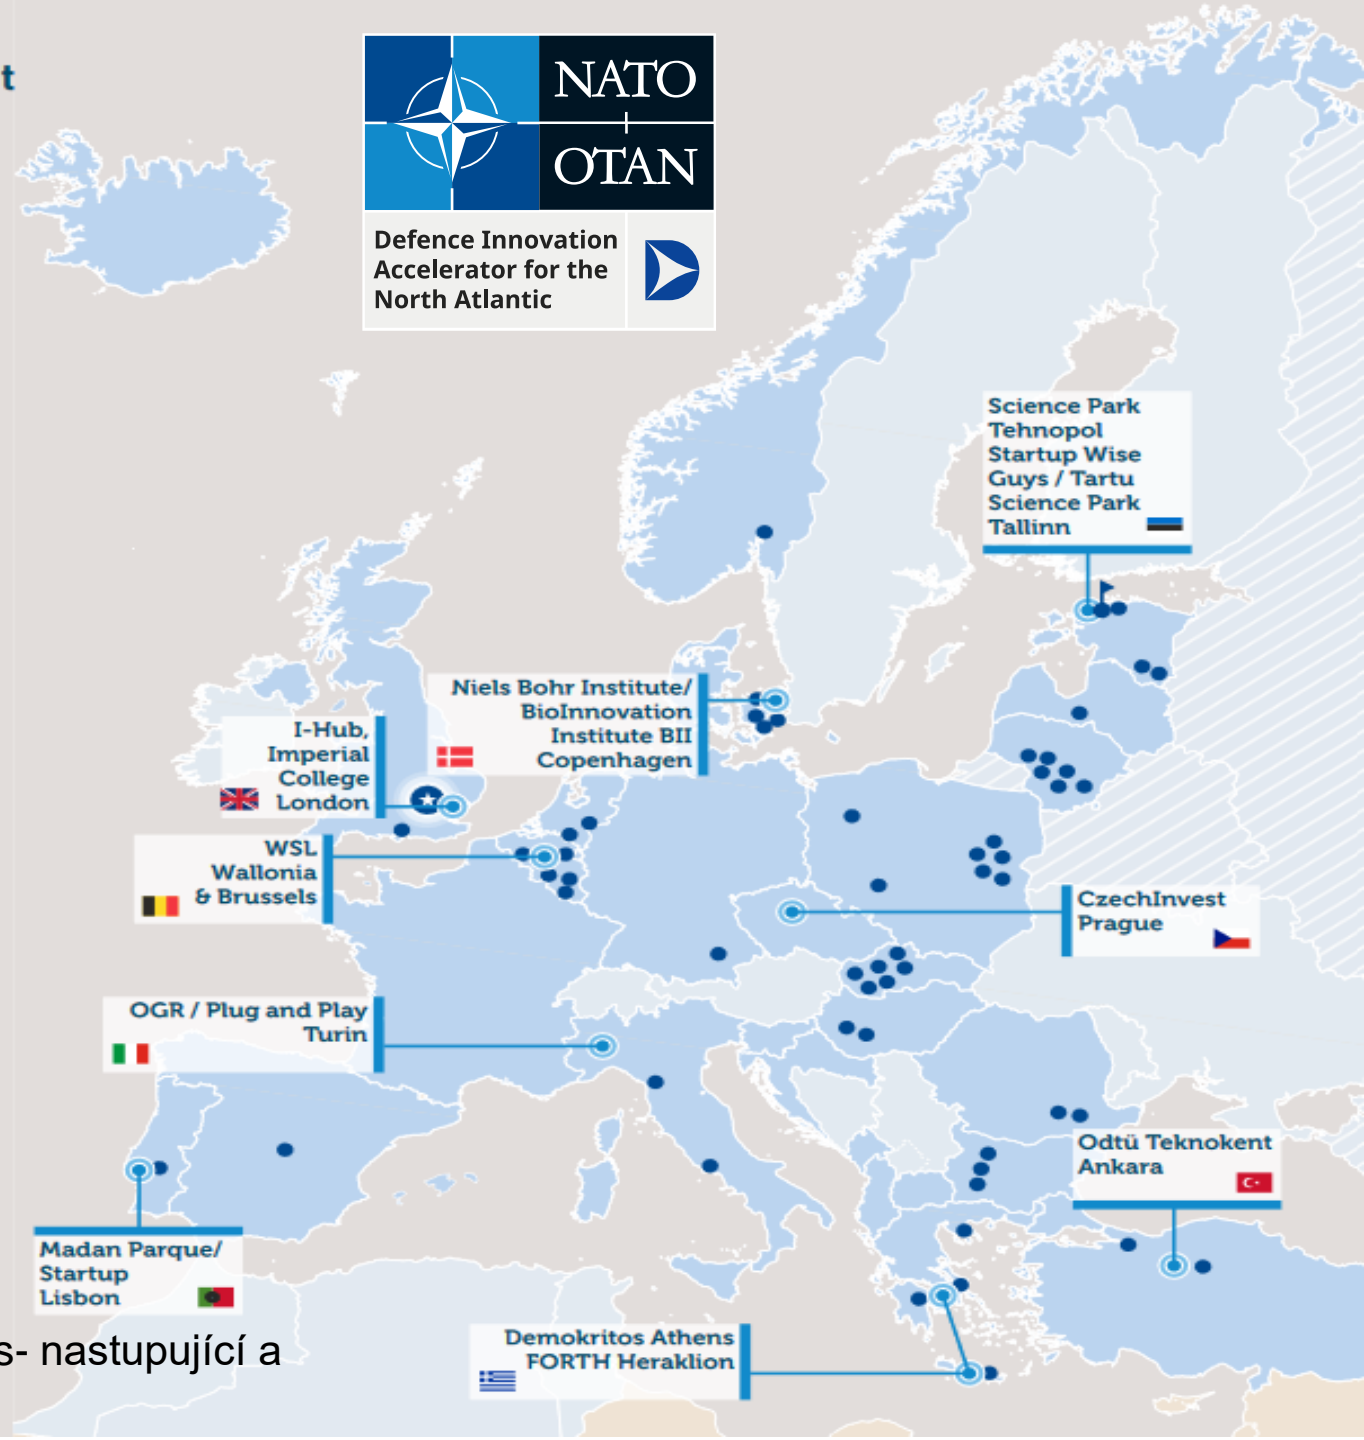 t
NATO
OTAN
Defence Innovation
Accelerator for the
North Atlantic
Science Park
Tehnopol
Startup Wise
Guys / Tartu
Science Park
Tallinn
Niels Bohr Institute/
BioInnovation
Institute BII
Copenhagen
I-Hub,
Imperial
College
London
WSL
Wallonia
& Brussels
CzechInvest
Prague
OGR / Plug and Play
Turin
Odtü Teknokent
Ankara
Madan Parque/
Startup
Lisbon
Demokritos Athens
FORTH Heraklion
s- nastupující a